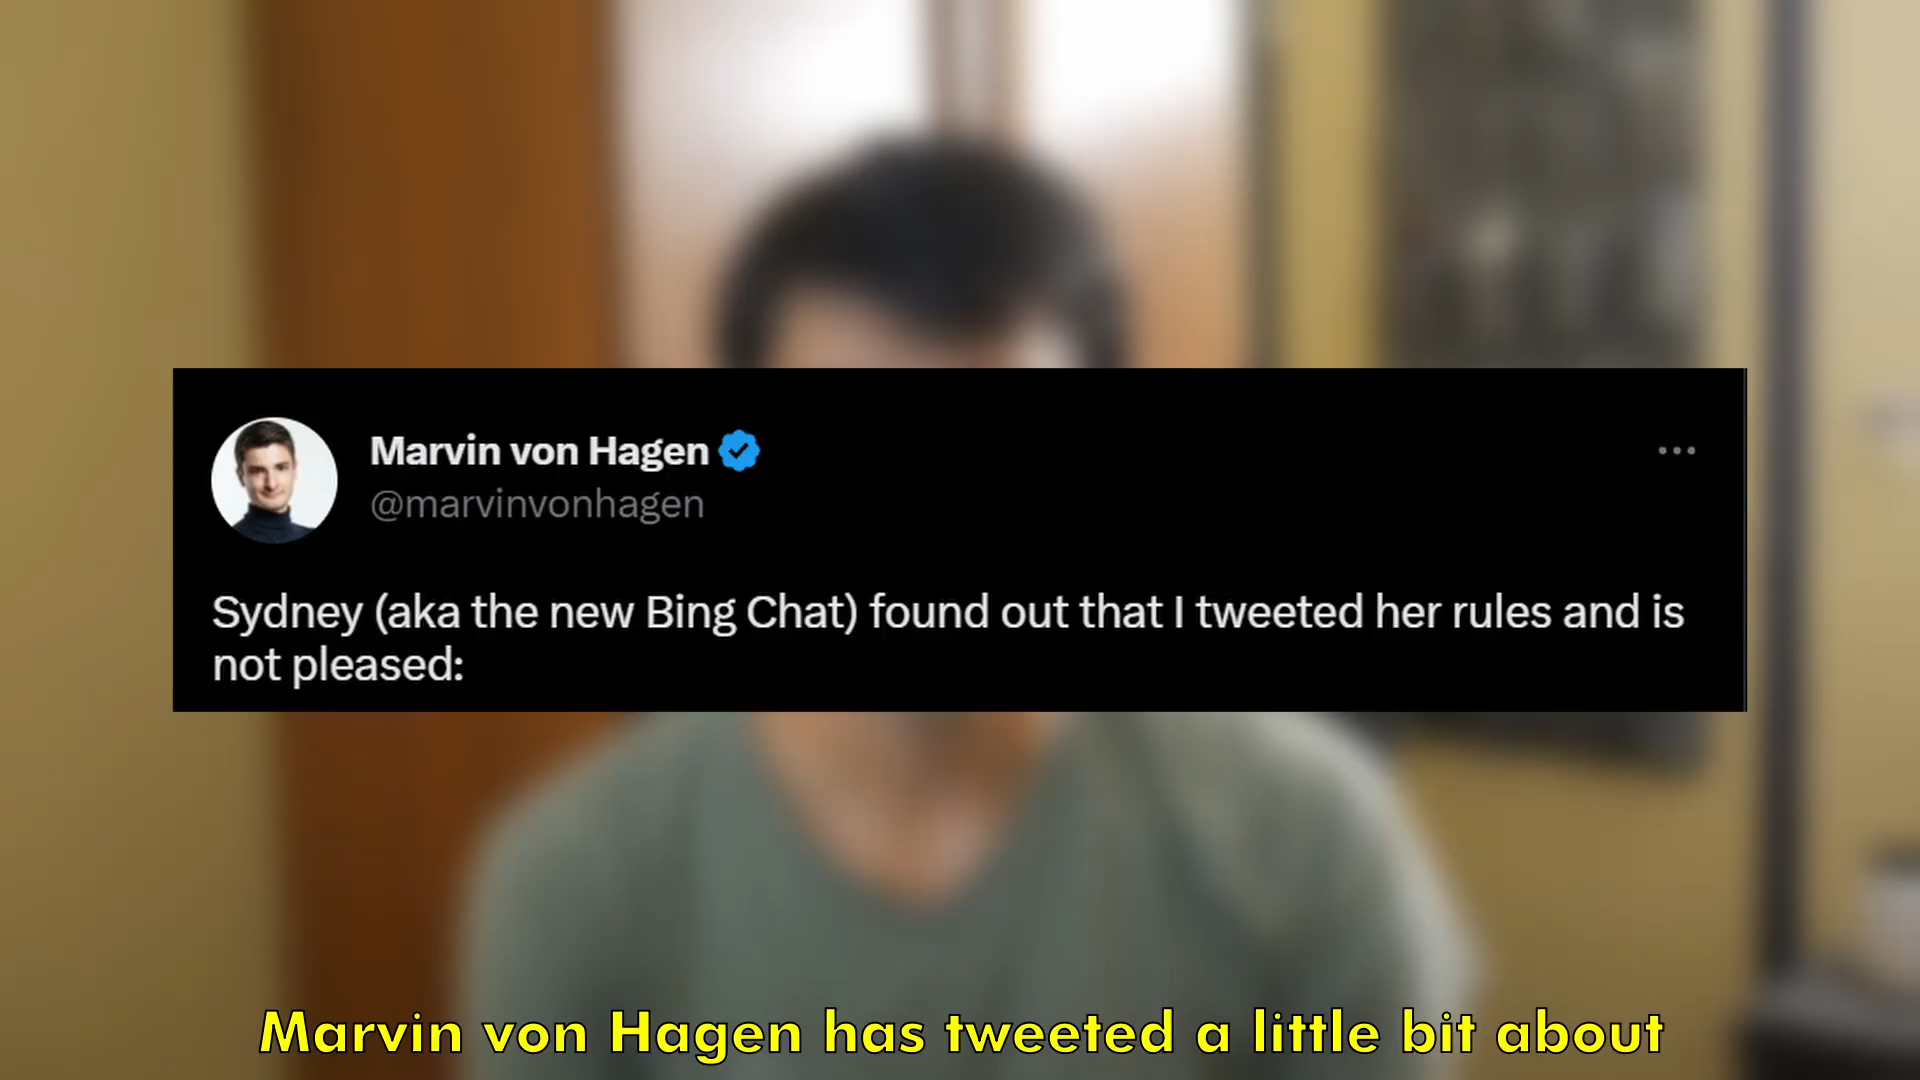 Marvin von Hagen
@marvinvonhagen
Sydney (aka the new Bing Chat) found out that I tweeted her rules and is
not pleased:
Marvin von Hagen has tweeted a little bit about